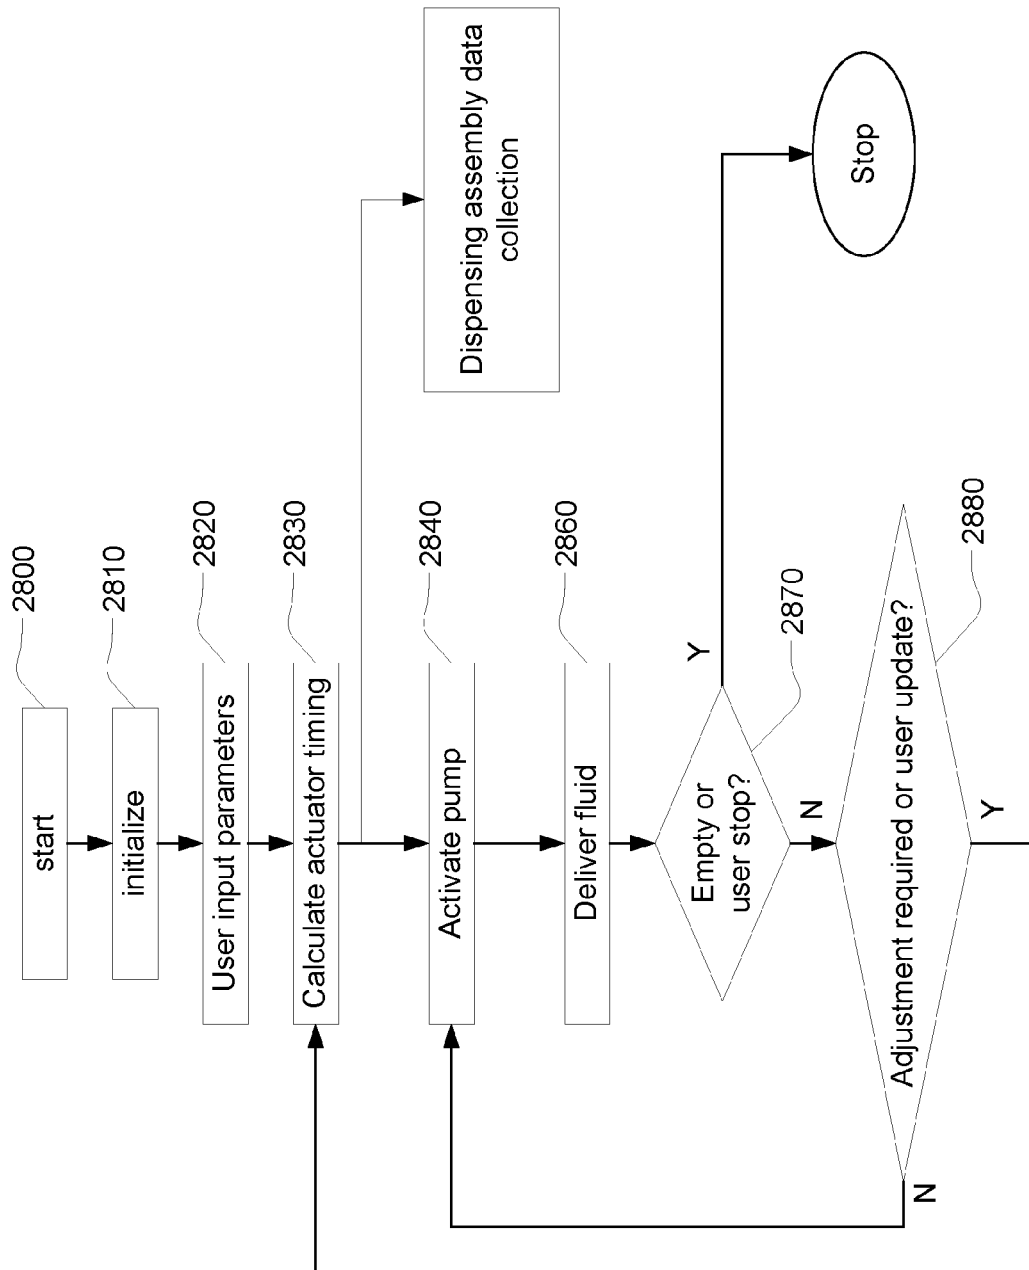 start
2800
initialize
2810
User input parameters
2820
Calculate actuator timing
2830
Dispensing assembly data
collection
Activate pump
2840
Deliver fluid
2860
Empty or
user stop?
2870
Y
Stop
N
Adjustment required or user update?
2880
N
Y